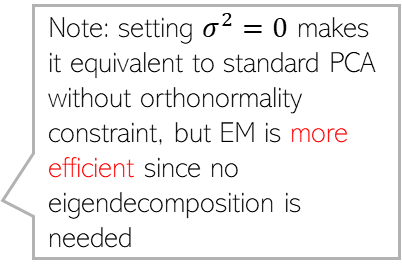 Note: setting σ² = 0 makes
it equivalent to standard PCA
without orthonormality
constraint, but EM is more
efficient since no
eigendecomposition is
needed